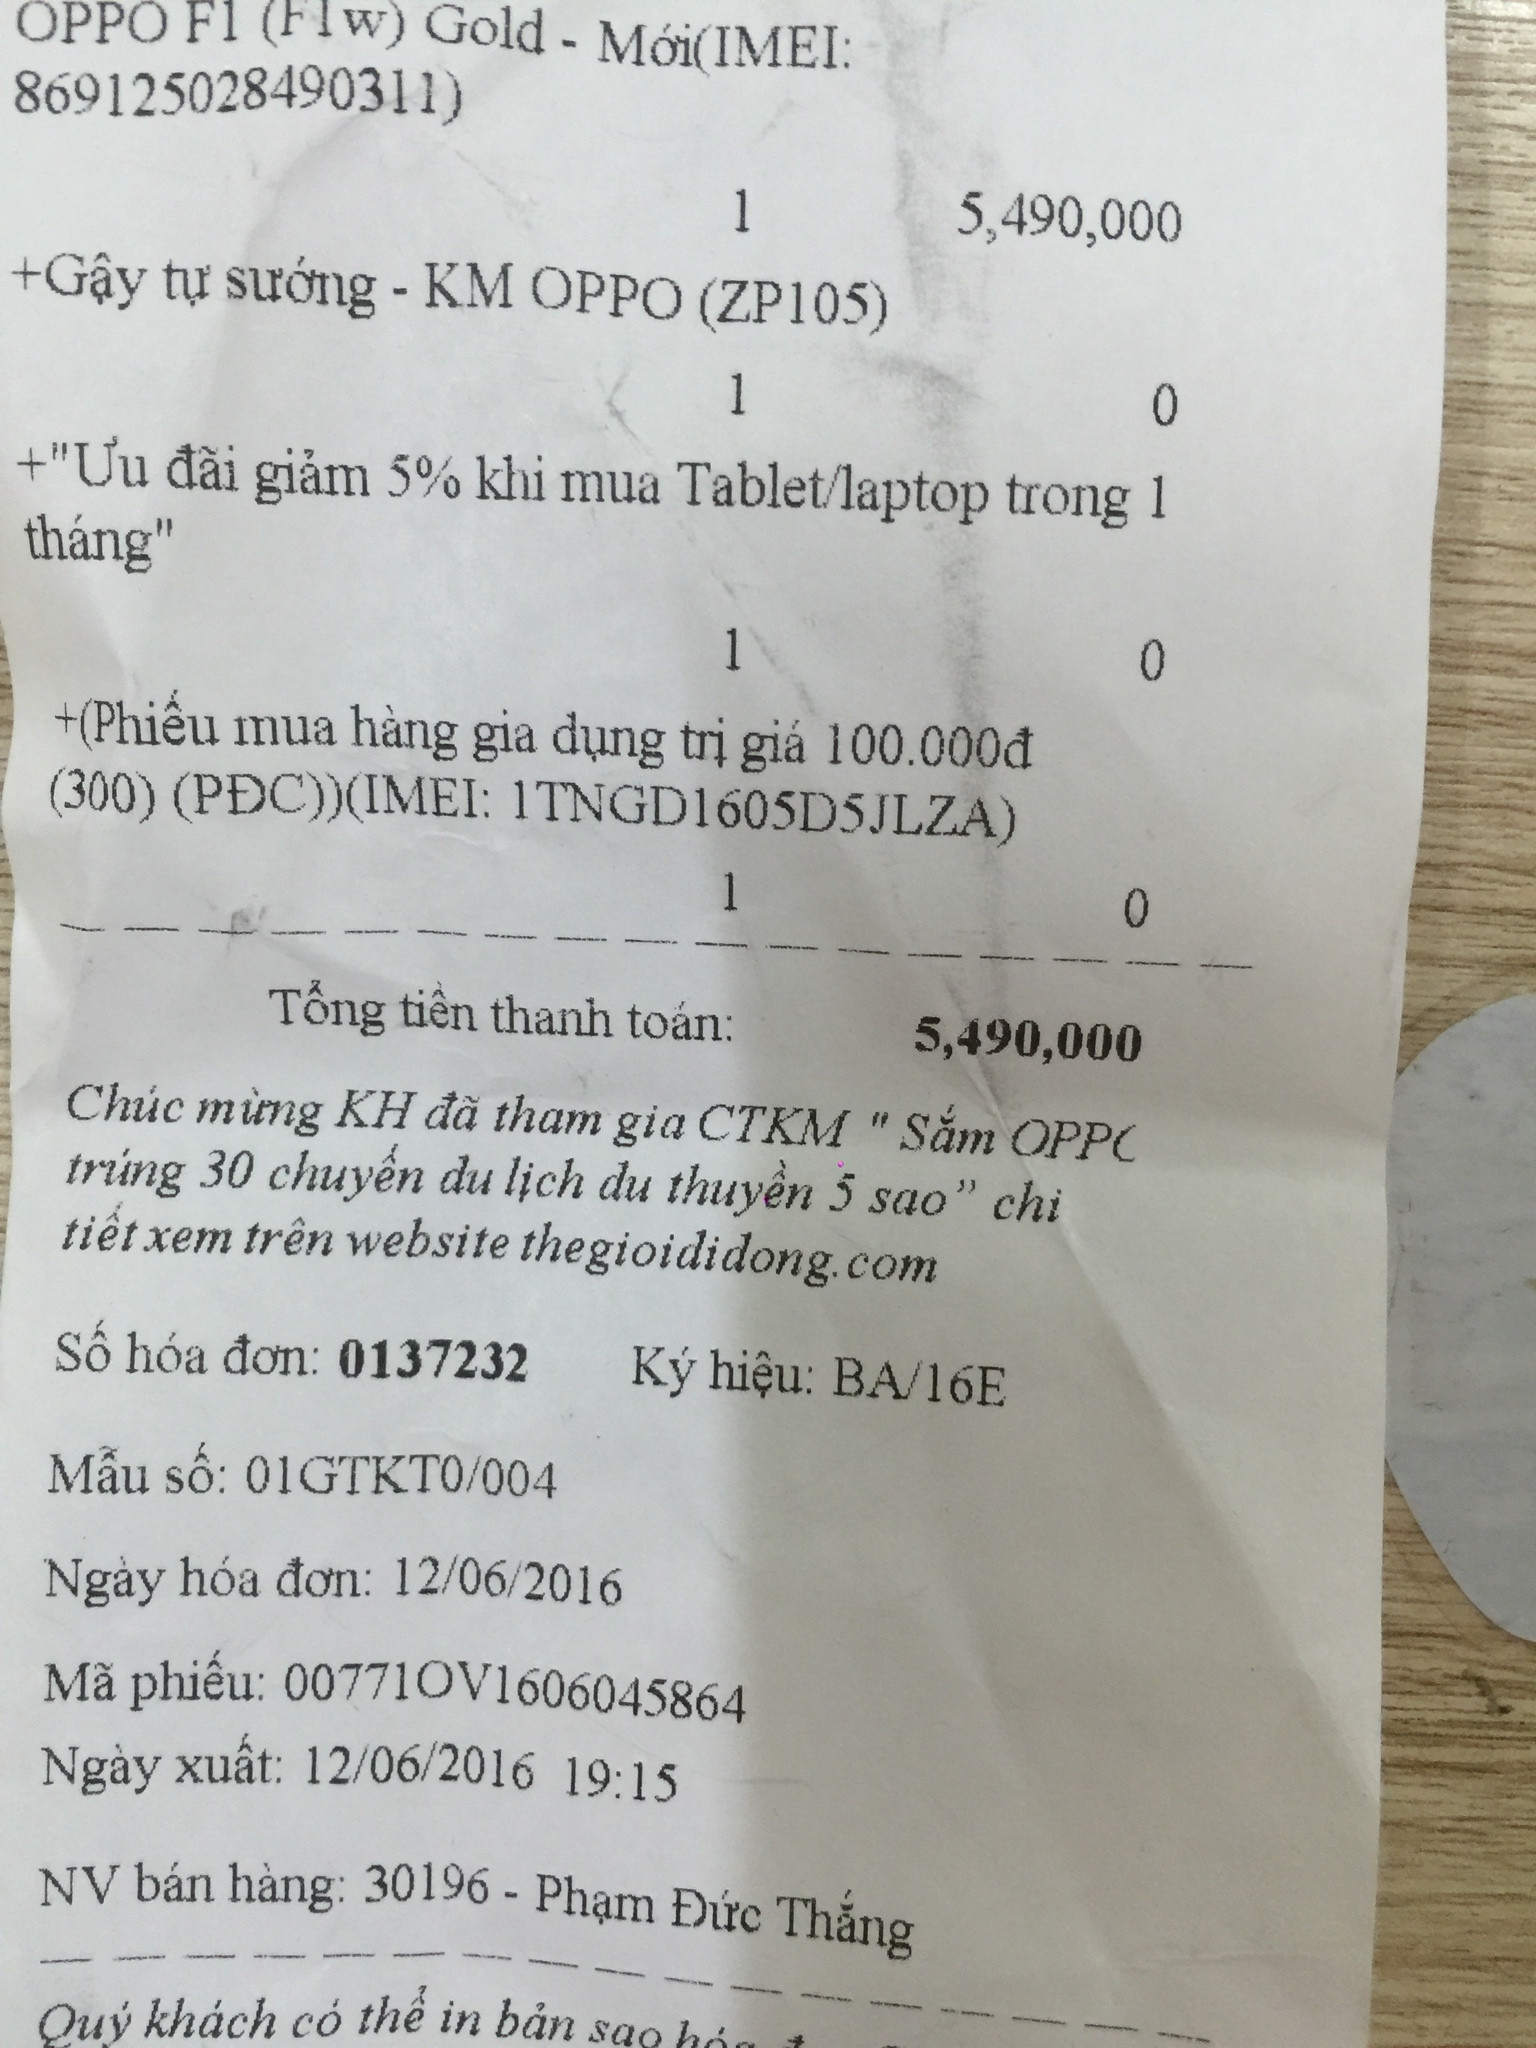 OPPO F1 (F1w) Gold - Mới(IMEI:
869125028490311)
1 5,490,000
+Gậy tự sướng - KM OPPO (ZP105)
1 0
+"Ưu đãi giảm 5% khi mua Tablet/laptop trong 1
tháng"
1 0
+(Phiếu mua hàng gia dụng trị giá 100.000đ
(300) (PĐC))(IMEI: 1TNGD1605D5JLZA)
1 0
Tổng tiền thanh toán: 5,490,000
Chúc mừng KH đã tham gia CTKM " Sắm OPPO
trúng 30 chuyến du lịch du thuyền 5 sao” chi
tiết xem trên website thegioididong.com
Số hóa đơn: 0137232 Ký hiệu: BA/16E
Mẫu số: 01GTKT0/004
Ngày hóa đơn: 12/06/2016
Mã phiếu: 00771OV1606045864
Ngày xuất: 12/06/2016 19:15
NV bán hàng: 30196 - Phạm Đức Thắng
Quý khách có thể in bản sao hóa